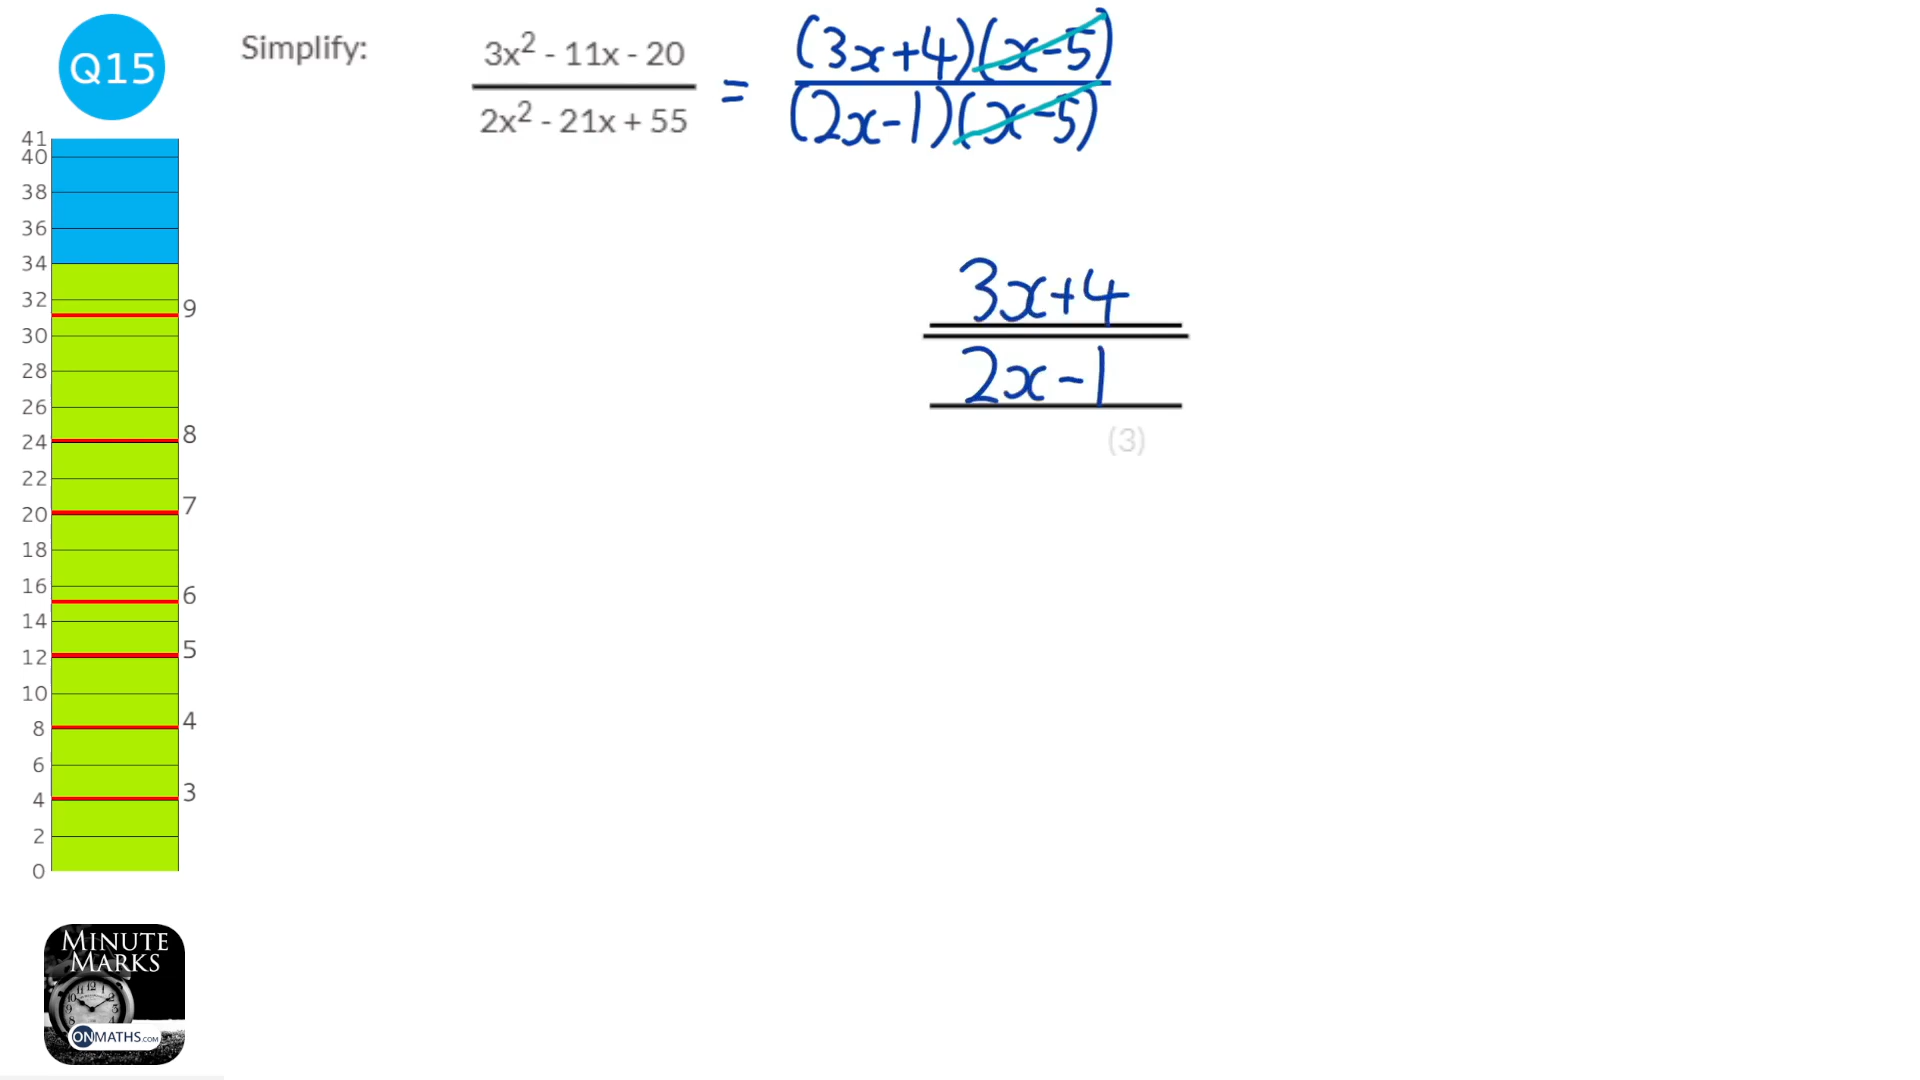 Q15
Simplify:
3x² - 11x - 20
2x² - 21x + 55
=
(3x+4)(x-5)
(2x-1)(x-5)
3x+4
2x-1
(3)
41
40
38
36
34
32
9
30
28
26
8
24
22
7
20
18
16
6
14
5
12
10
4
8
6
3
4
2
0
MINUTE
MARKS
ONMATHS.COM